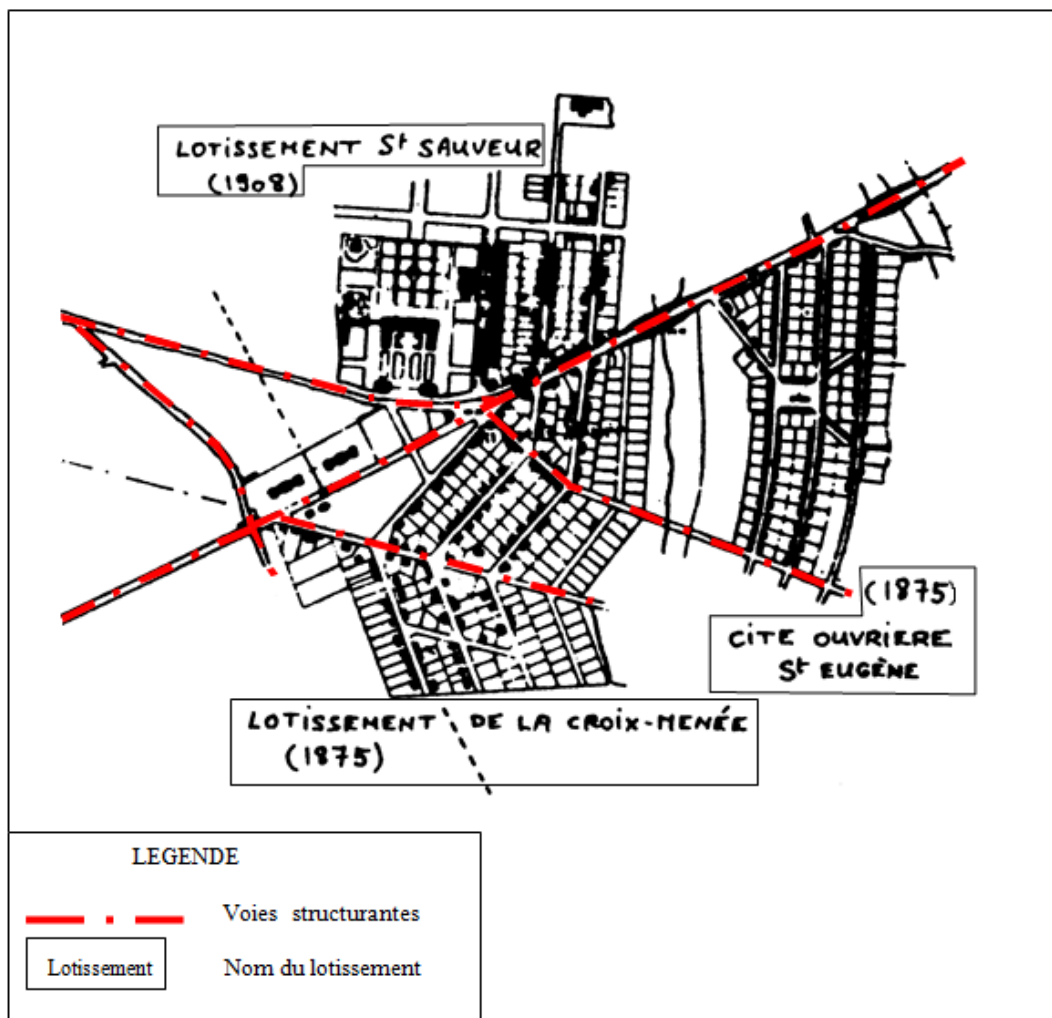 LOTISSEMENT St SAUVEUR
(1908)
(1875)
CITE OUVRIERE
St EUGÈNE
LOTISSEMENT DE LA CROIX-MENÉE
(1875)
LEGENDE
Voies structurantes
Lotissement Nom du lotissement